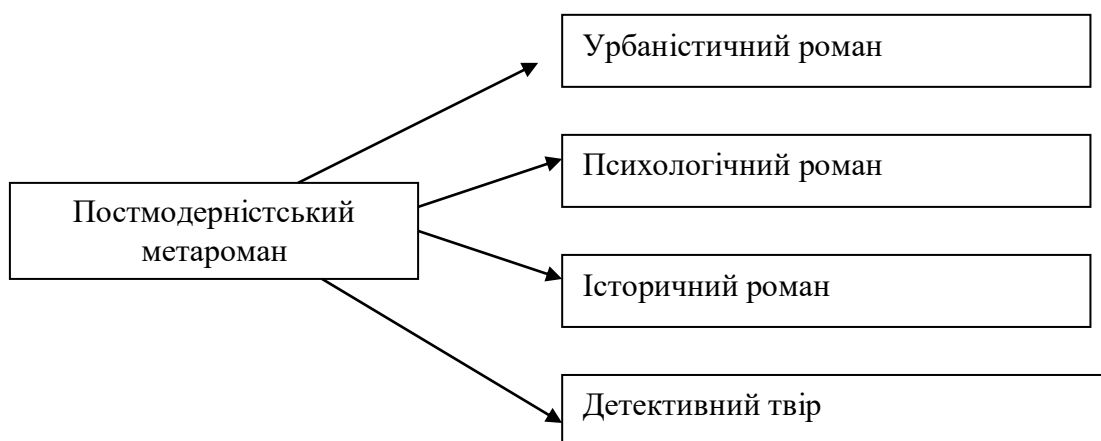 Урбаністичний роман
Психологічний роман
Постмодерністський
метароман
Історичний роман
Детективний твір